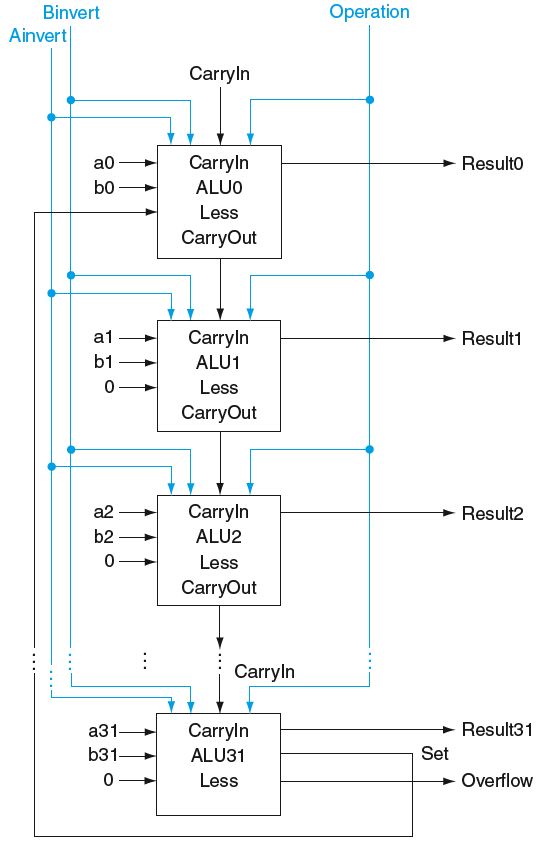 Binvert
Operation
Ainvert
CarryIn
a0
CarryIn
Result0
b0
ALU0
Less
CarryOut
a1
CarryIn
Result1
b1
ALU1
0
Less
CarryOut
a2
CarryIn
Result2
b2
ALU2
0
Less
CarryOut
CarryIn
a31
CarryIn
Result31
b31
ALU31
Set
0
Less
Overflow